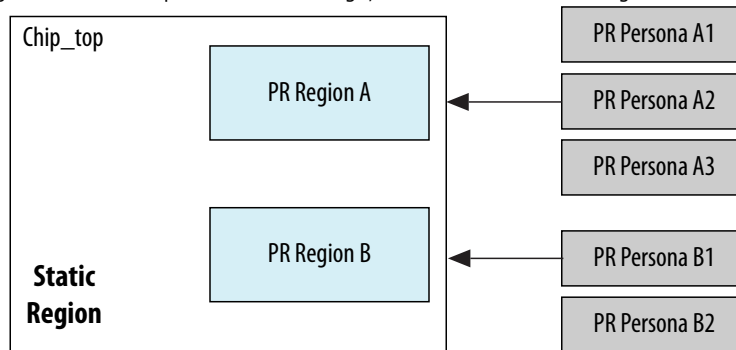 Chip_top
PR Region A
PR Region B
Static
Region
PR Persona A1
PR Persona A2
PR Persona A3
PR Persona B1
PR Persona B2